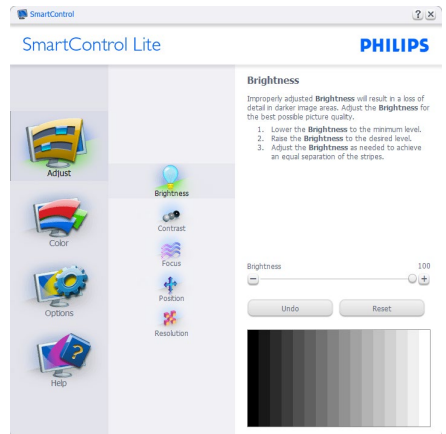 SmartControl
SmartControl Lite
PHILIPS
Adjust
Color
Options
Help
Brightness
Contrast
Focus
Position
Resolution
Brightness
Improperly adjusted Brightness will result in a loss of
detail in darker image areas. Adjust the Brightness for
the best possible picture quality.
1. Lower the Brightness to the minimum level.
2. Raise the Brightness to the desired level.
3. Adjust the Brightness as needed to achieve
an equal separation of the stripes.
Brightness 100
Undo Reset